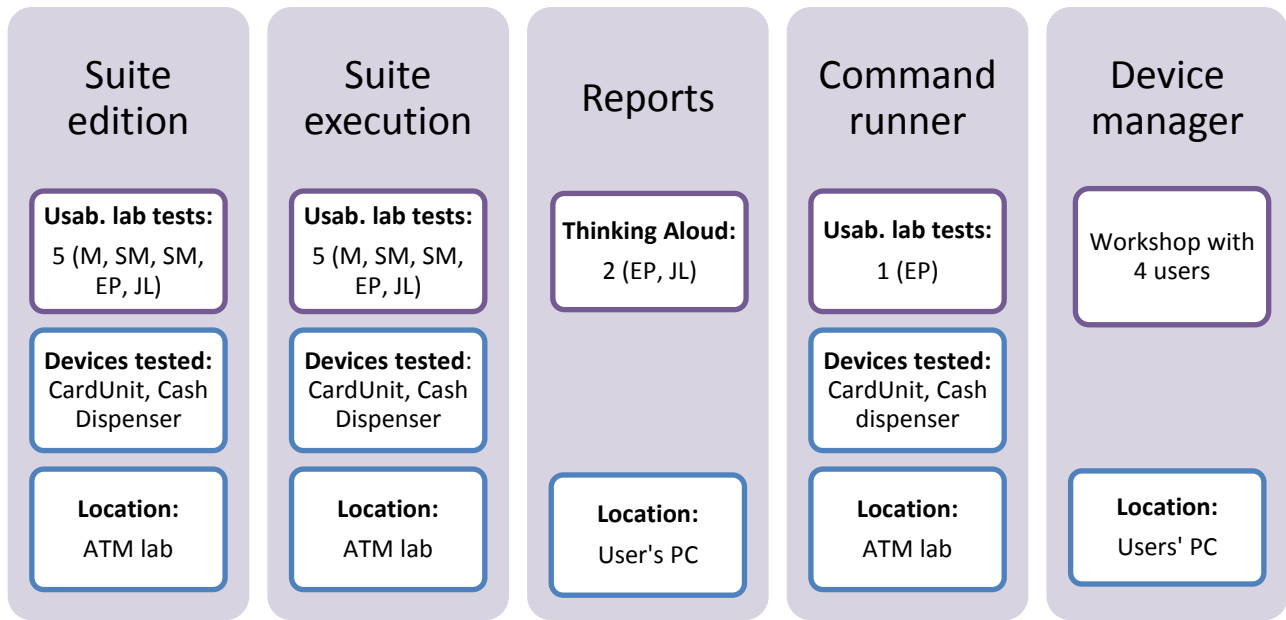 Suite
edition
Usab. lab tests:
5 (M, SM, SM,
EP, JL)
Devices tested:
CardUnit, Cash
Dispenser
Location:
ATM lab
Suite
execution
Usab. lab tests:
5 (M, SM, SM,
EP, JL)
Devices tested:
CardUnit, Cash
Dispenser
Location:
ATM lab
Reports
Thinking Aloud:
2 (EP, JL)
Location:
User's PC
Command
runner
Usab. lab tests:
1 (EP)
Devices tested:
CardUnit, Cash
dispenser
Location:
ATM lab
Device
manager
Workshop with
4 users
Location:
Users' PC